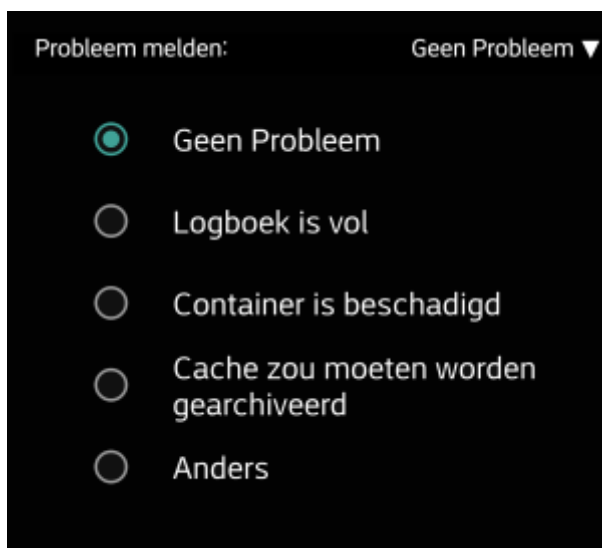 Probleem melden: Geen Probleem ▼
Geen Probleem
Logboek is vol
Container is beschadigd
Cache zou moeten worden
gearchiveerd
Anders